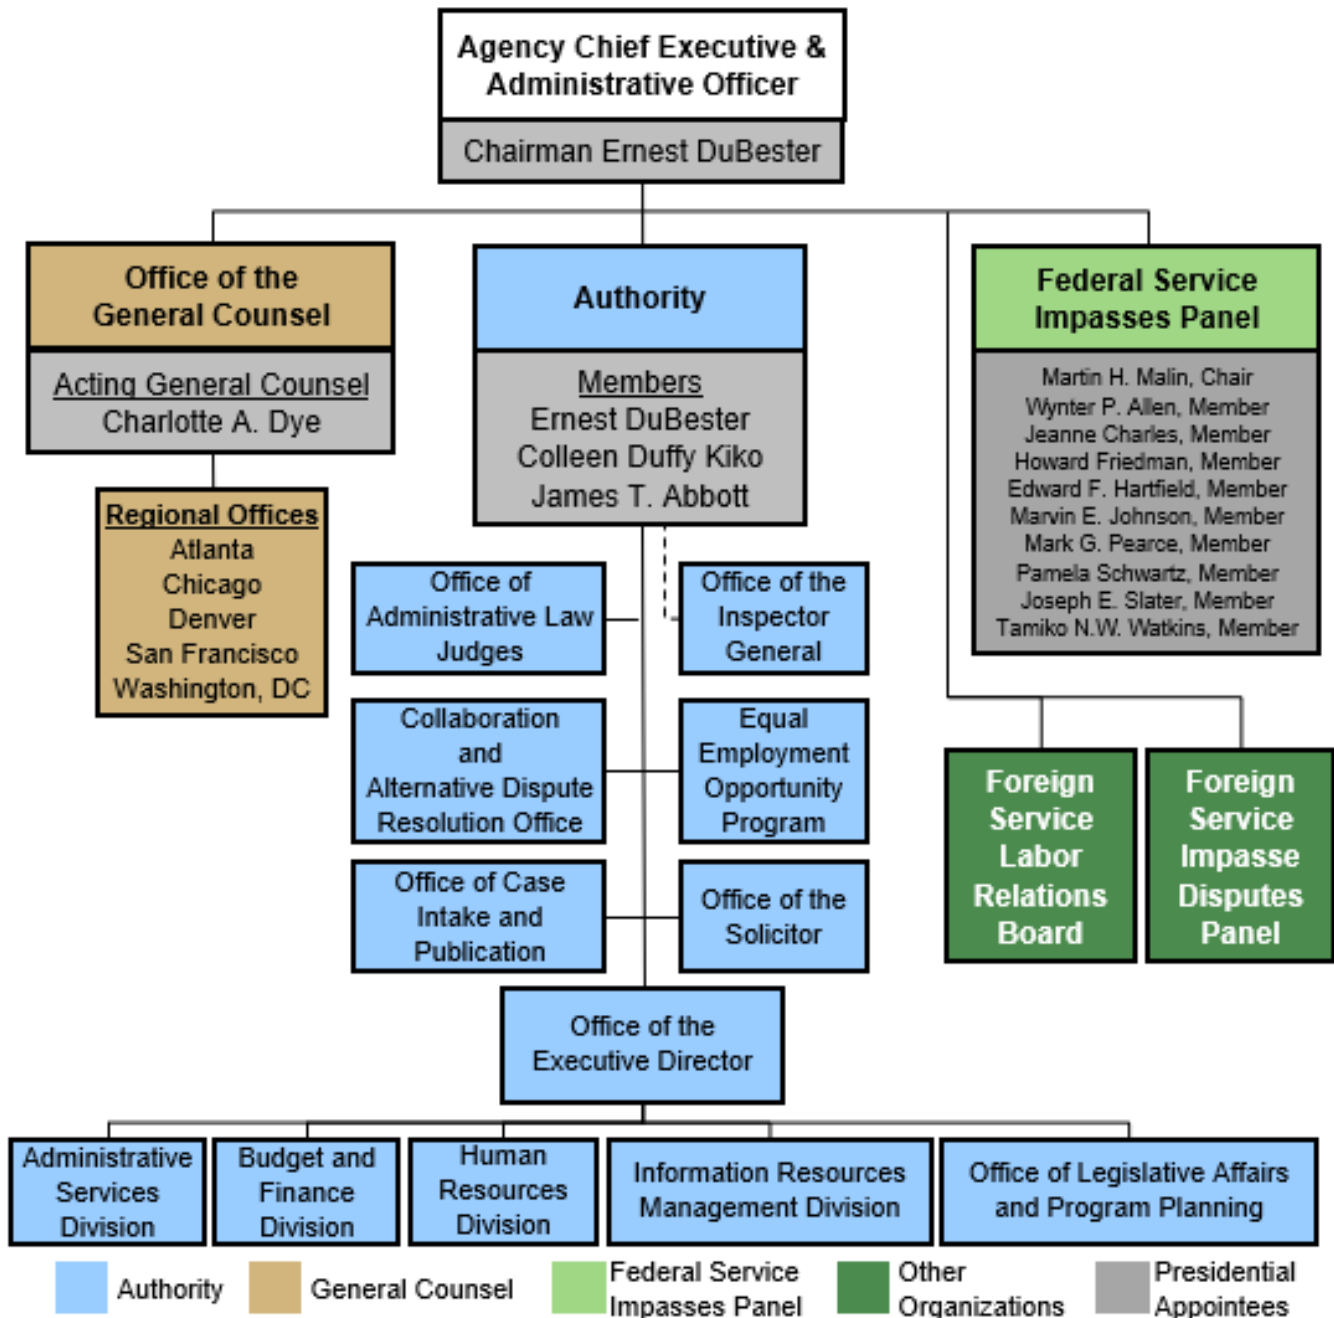 Agency Chief Executive &
Administrative Officer
Chairman Ernest DuBester
Office of the
General Counsel
Acting General Counsel
Charlotte A. Dye
Regional Offices
Atlanta
Chicago
Denver
San Francisco
Washington, DC
Authority
Members
Ernest DuBester
Colleen Duffy Kiko
James T. Abbott
Federal Service
Impasses Panel
Martin H. Malin, Chair
Wynter P. Allen, Member
Jeanne Charles, Member
Howard Friedman, Member
Edward F. Hartfield, Member
Marvin E. Johnson, Member
Mark G. Pearce, Member
Pamela Schwartz, Member
Joseph E. Slater, Member
Tamiko N.W. Watkins, Member
Office of
Administrative Law
Judges
Office of the
Inspector
General
Collaboration
and
Alternative Dispute
Resolution Office
Equal
Employment
Opportunity
Program
Office of Case
Intake and
Publication
Office of the
Solicitor
Foreign
Service
Labor
Relations
Board
Foreign
Service
Impasse
Disputes
Panel
Office of the
Executive Director
Administrative
Services
Division
Budget and
Finance
Division
Human
Resources
Division
Information Resources
Management Division
Office of Legislative Affairs
and Program Planning
Authority
General Counsel
Federal Service
Impasses Panel
Other
Organizations
Presidential
Appointees